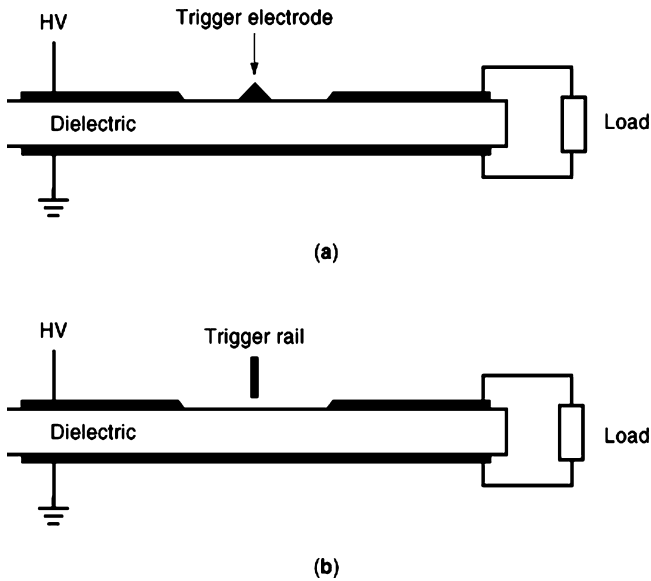 Trigger electrode
HV
Dielectric
Load
(a)
HV
Trigger rail
Dielectric
Load
(b)